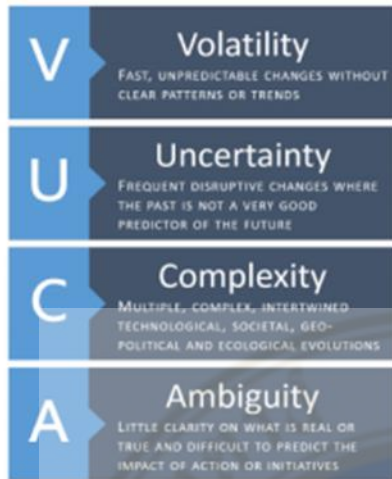 V
Volatility
FAST, UNPREDICTABLE CHANGES WITHOUT
CLEAR PATTERNS OR TRENDS
U
Uncertainty
FREQUENT DISRUPTIVE CHANGES WHERE
THE PAST IS NOT A VERY GOOD
PREDICTOR OF THE FUTURE
C
Complexity
MULTIPLE, COMPLEX, INTERTWINED
TECHNOLOGICAL, SOCIETAL, GEO-
POLITICAL AND ECOLOGICAL EVOLUTIONS
A
Ambiguity
LITTLE CLARITY ON WHAT IS REAL OR
TRUE AND DIFFICULT TO PREDICT THE
IMPACT OF ACTION OR INITIATIVES